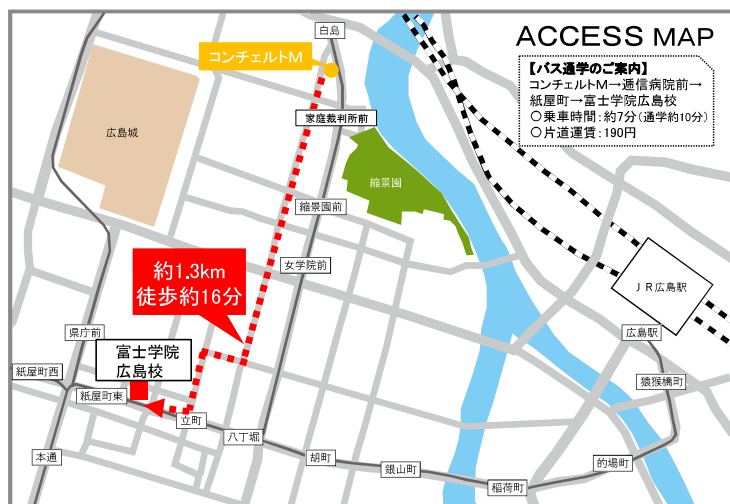 ACCESS MAP
【バス通学のご案内】
コンチェルトM→逓信病院前→
紙屋町→富士学院広島校
○乗車時間：約7分（通学約10分）
○片道運賃：190円
白島
コンチェルトM
家庭裁判所前
広島城
縮景園
縮景園前
女学院前
約1.3km
徒歩約16分
JR広島駅
広島駅
県庁前
富士学院
広島校
紙屋町西
紙屋町東
猿猴橋町
立町
八丁堀
本通
胡町
銀山町
的場町
稲荷町